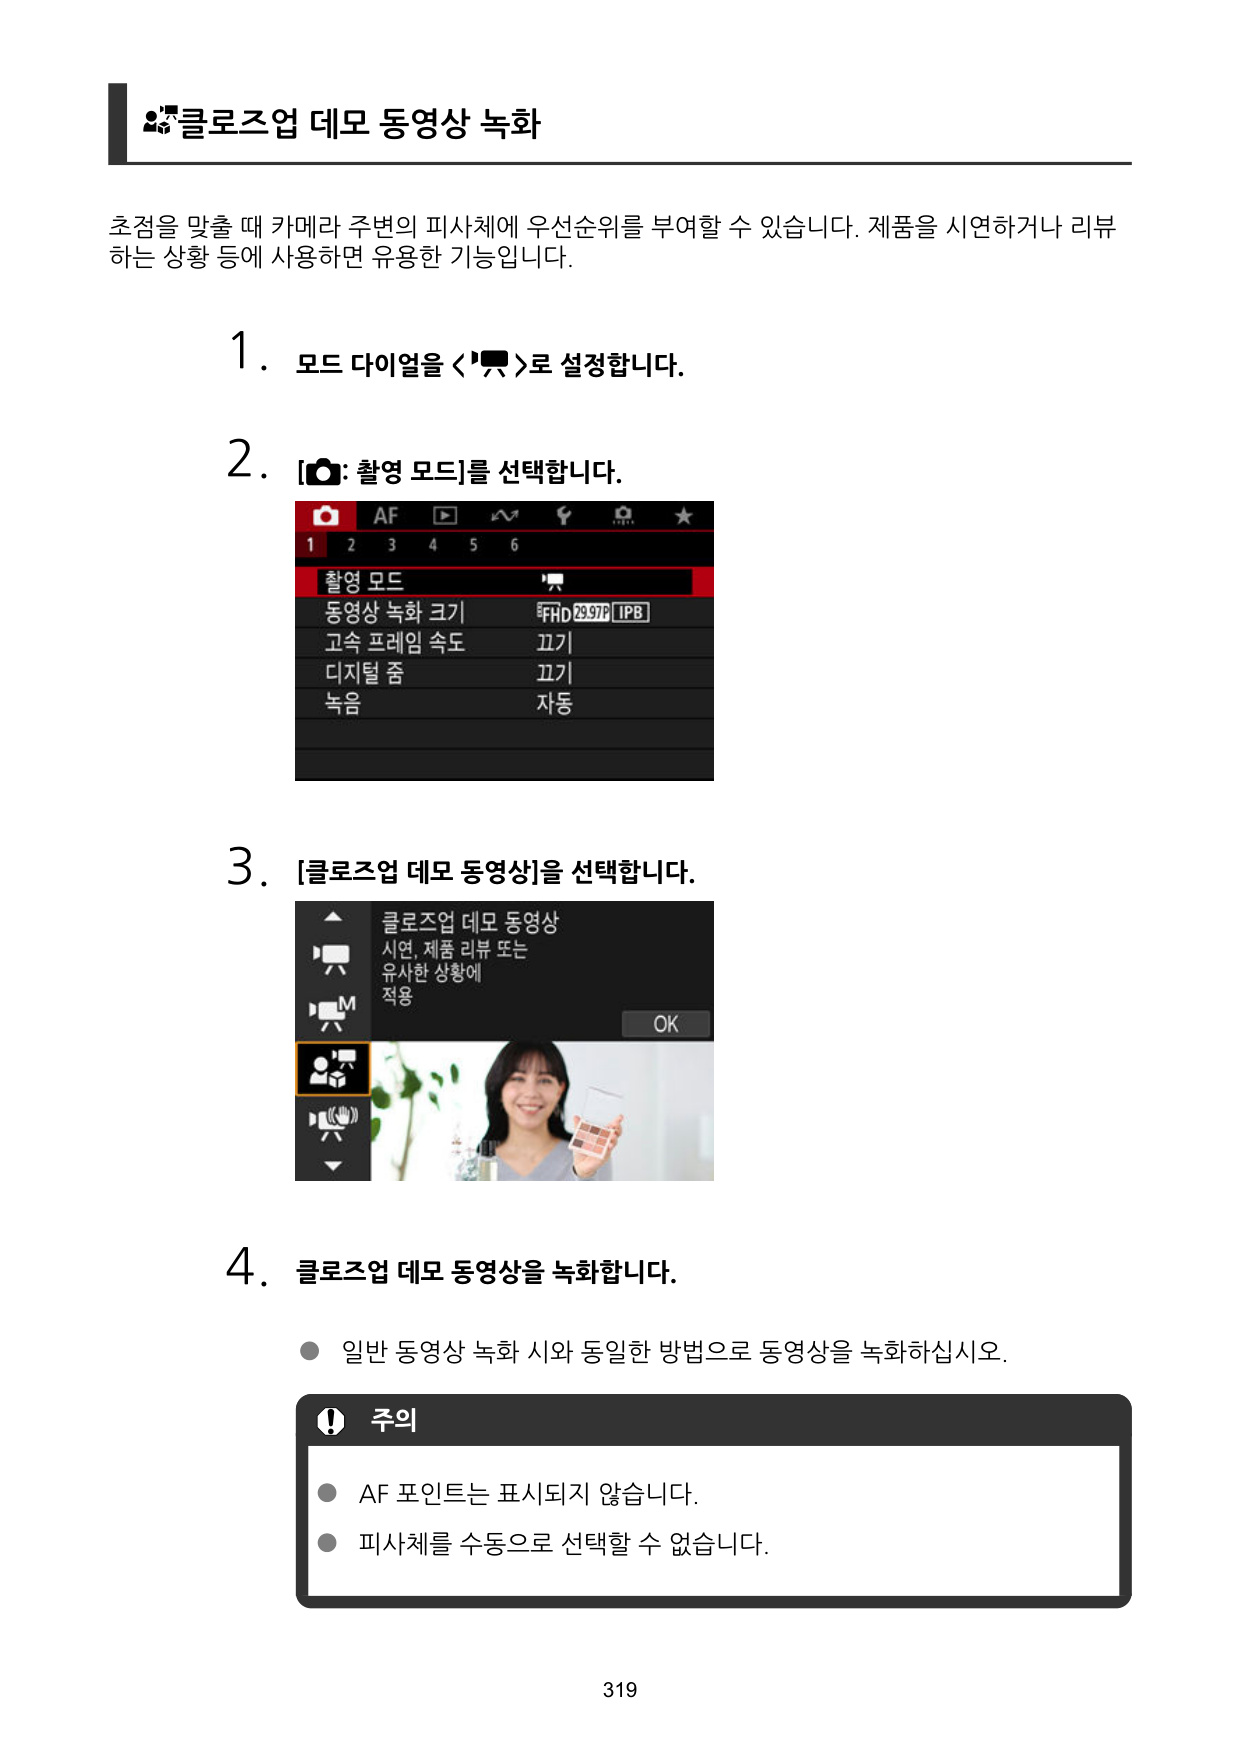 클로즈업 데모 동영상 녹화
초점을 맞출 때 카메라 주변의 피사체에 우선순위를 부여할 수 있습니다. 제품을 시연하거나 리뷰
하는 상황 등에 사용하면 유용한 기능입니다.
1. 모드 다이얼을 < >로 설정합니다.
2. [ : 촬영 모드]를 선택합니다.
AF
1 2 3 4 5 6
촬영 모드
동영상 녹화 크기 FHD 29.97P IPB
고속 프레임 속도 끄기
디지털 줌 끄기
녹음 자동
3. [클로즈업 데모 동영상]을 선택합니다.
클로즈업 데모 동영상
시연, 제품 리뷰 또는
유사한 상황에
적용
M
OK
4. 클로즈업 데모 동영상을 녹화합니다.
● 일반 동영상 녹화 시와 동일한 방법으로 동영상을 녹화하십시오.
주의
● AF 포인트는 표시되지 않습니다.
● 피사체를 수동으로 선택할 수 없습니다.
319